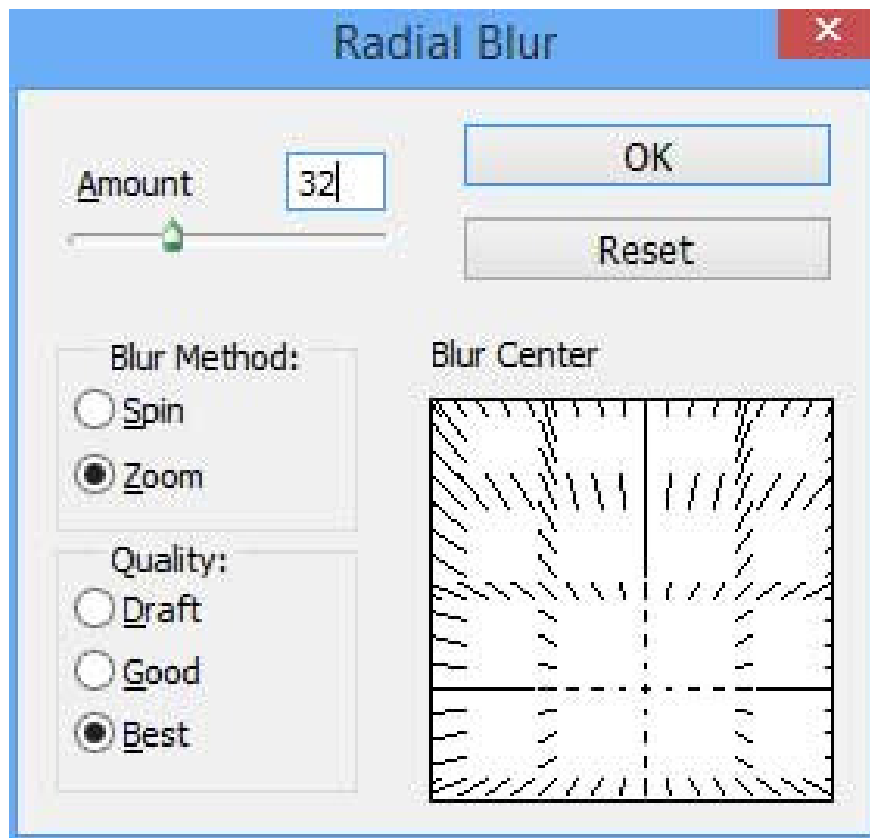 Radial Blur
Amount 32
OK
Reset
Blur Method:
Spin
Zoom
Quality:
Draft
Good
Best
Blur Center